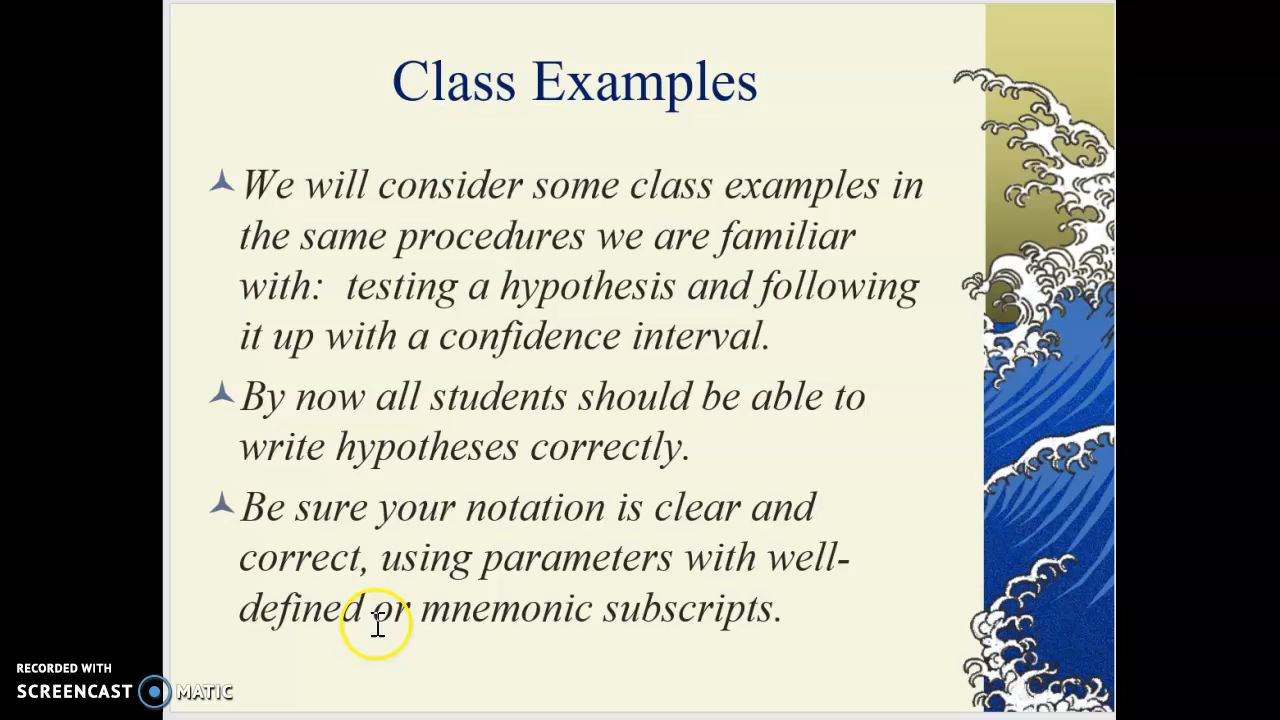 Class Examples
We will consider some class examples in
the same procedures we are familiar
with: testing a hypothesis and following
it up with a confidence interval.
By now all students should be able to
write hypotheses correctly.
Be sure your notation is clear and
correct, using parameters with well-
defined or mnemonic subscripts.
RECORDED WITH
SCREENCAST MATIC